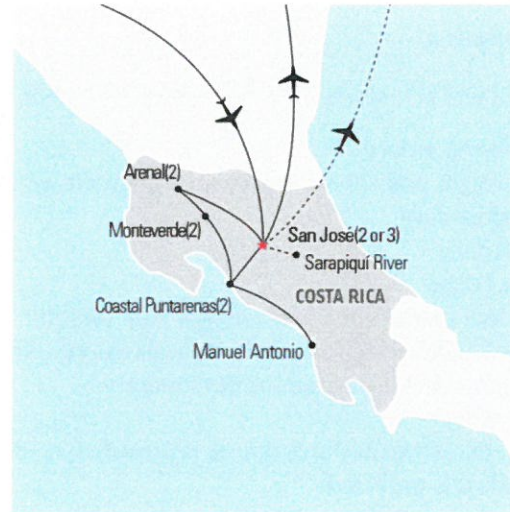 Arenal(2)
Monteverde(2)
San José(2 or 3)
Sarapiquí River
Coastal Puntarenas(2)
COSTA RICA
Manuel Antonio